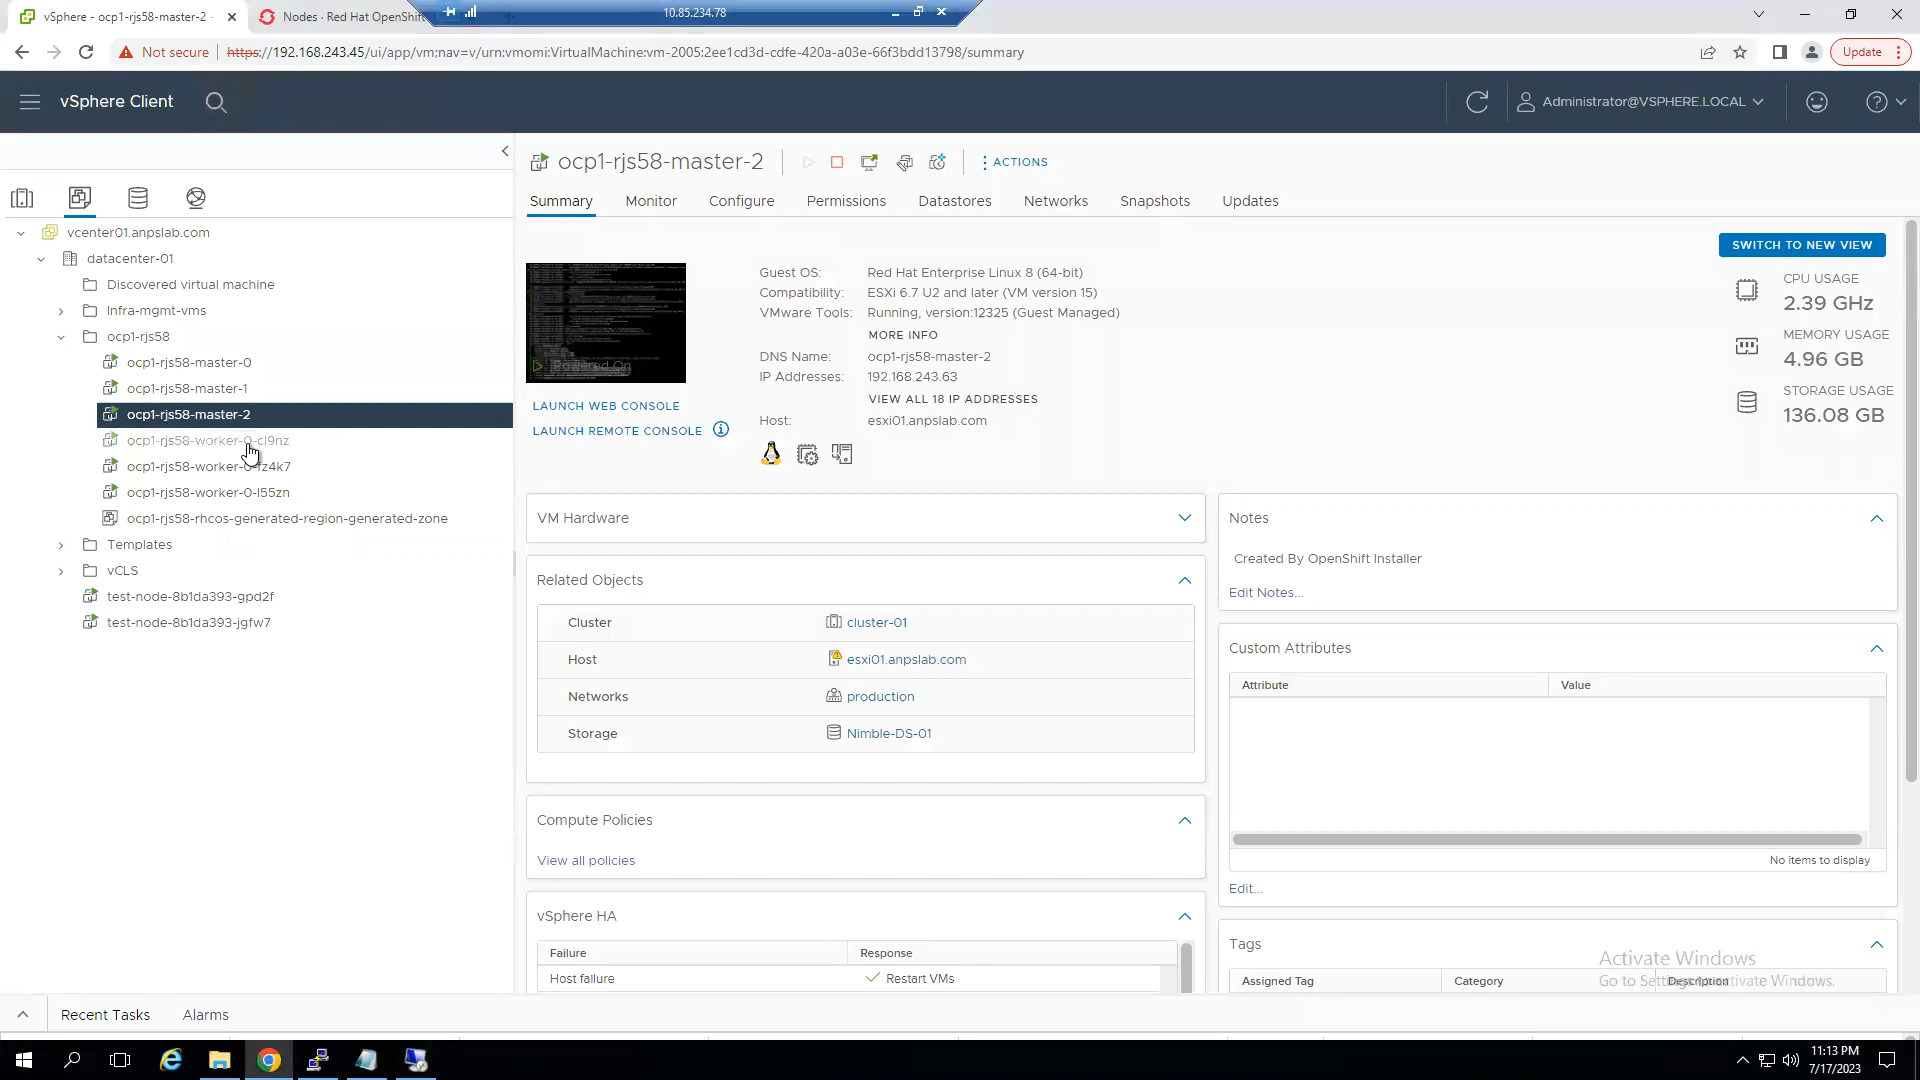 vSphere - ocp1-rjs58-master-2 -
Nodes · Red Hat OpenShift
10.85.234.78
Not secure
https://192.168.243.45/ui/app/vm;nav=v/urn:vmomi:VirtualMachine:vm-2005:2ee1cd3d-cdfe-420a-a03e-66f3bdd13798/summary
Update
vSphere Client
Administrator@VSPHERE.LOCAL
vcenter01.anpslab.com
datacenter-01
Discovered virtual machine
Infra-mgmt-vms
ocp1-rjs58
ocp1-rjs58-master-0
ocp1-rjs58-master-1
ocp1-rjs58-master-2
ocp1-rjs58-worker-0-cl9nz
ocp1-rjs58-worker-0-fz4k7
ocp1-rjs58-worker-0-l55zn
ocp1-rjs58-rhcos-generated-region-generated-zone
Templates
vCLS
test-node-8b1da393-gpd2f
test-node-8b1da393-jgfw7
ocp1-rjs58-master-2
ACTIONS
Summary
Monitor
Configure
Permissions
Datastores
Networks
Snapshots
Updates
SWITCH TO NEW VIEW
Powered On
LAUNCH WEB CONSOLE
LAUNCH REMOTE CONSOLE
Guest OS: Red Hat Enterprise Linux 8 (64-bit)
Compatibility: ESXi 6.7 U2 and later (VM version 15)
VMware Tools: Running, version:12325 (Guest Managed)
MORE INFO
DNS Name: ocp1-rjs58-master-2
IP Addresses: 192.168.243.63
VIEW ALL 18 IP ADDRESSES
Host: esxi01.anpslab.com
CPU USAGE
2.39 GHz
MEMORY USAGE
4.96 GB
STORAGE USAGE
136.08 GB
VM Hardware
Related Objects
Cluster cluster-01
Host esxi01.anpslab.com
Networks production
Storage Nimble-DS-01
Compute Policies
View all policies
vSphere HA
Failure Response
Host failure Restart VMs
Notes
Created By OpenShift Installer
Edit Notes...
Custom Attributes
Attribute Value
No items to display
Edit...
Tags
Assigned Tag Category Description
Activate Windows
Go to Settings to activate Windows.
Recent Tasks
Alarms
11:13 PM
7/17/2023